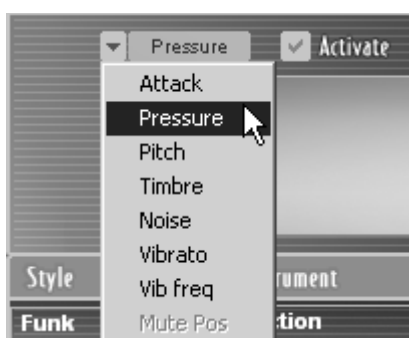 Pressure Activate
Attack
Pressure
Pitch
Timbre
Noise
Vibrato
Style rument
Vib freq
Funk tion
Mute Pos